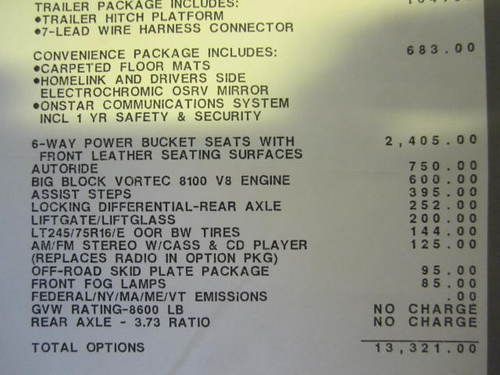 TRAILER PACKAGE INCLUDES:
•TRAILER HITCH PLATFORM
•7-LEAD WIRE HARNESS CONNECTOR
CONVENIENCE PACKAGE INCLUDES: 683.00
•CARPETED FLOOR MATS
•HOMELINK AND DRIVERS SIDE
ELECTROCHROMIC OSRV MIRROR
•ONSTAR COMMUNICATIONS SYSTEM
INCL 1 YR SAFETY & SECURITY
6-WAY POWER BUCKET SEATS WITH 2,405.00
FRONT LEATHER SEATING SURFACES
AUTORIDE 750.00
BIG BLOCK VORTEC 8100 V8 ENGINE 600.00
ASSIST STEPS 395.00
LOCKING DIFFERENTIAL-REAR AXLE 252.00
LIFTGATE/LIFTGLASS 200.00
LT245/75R16/E OOR BW TIRES 144.00
AM/FM STEREO W/CASS & CD PLAYER 125.00
(REPLACES RADIO IN OPTION PKG)
OFF-ROAD SKID PLATE PACKAGE 95.00
FRONT FOG LAMPS 85.00
FEDERAL/NY/MA/ME/VT EMISSIONS .00
GVW RATING-8600 LB NO CHARGE
REAR AXLE - 3.73 RATIO NO CHARGE
TOTAL OPTIONS 13,321.00